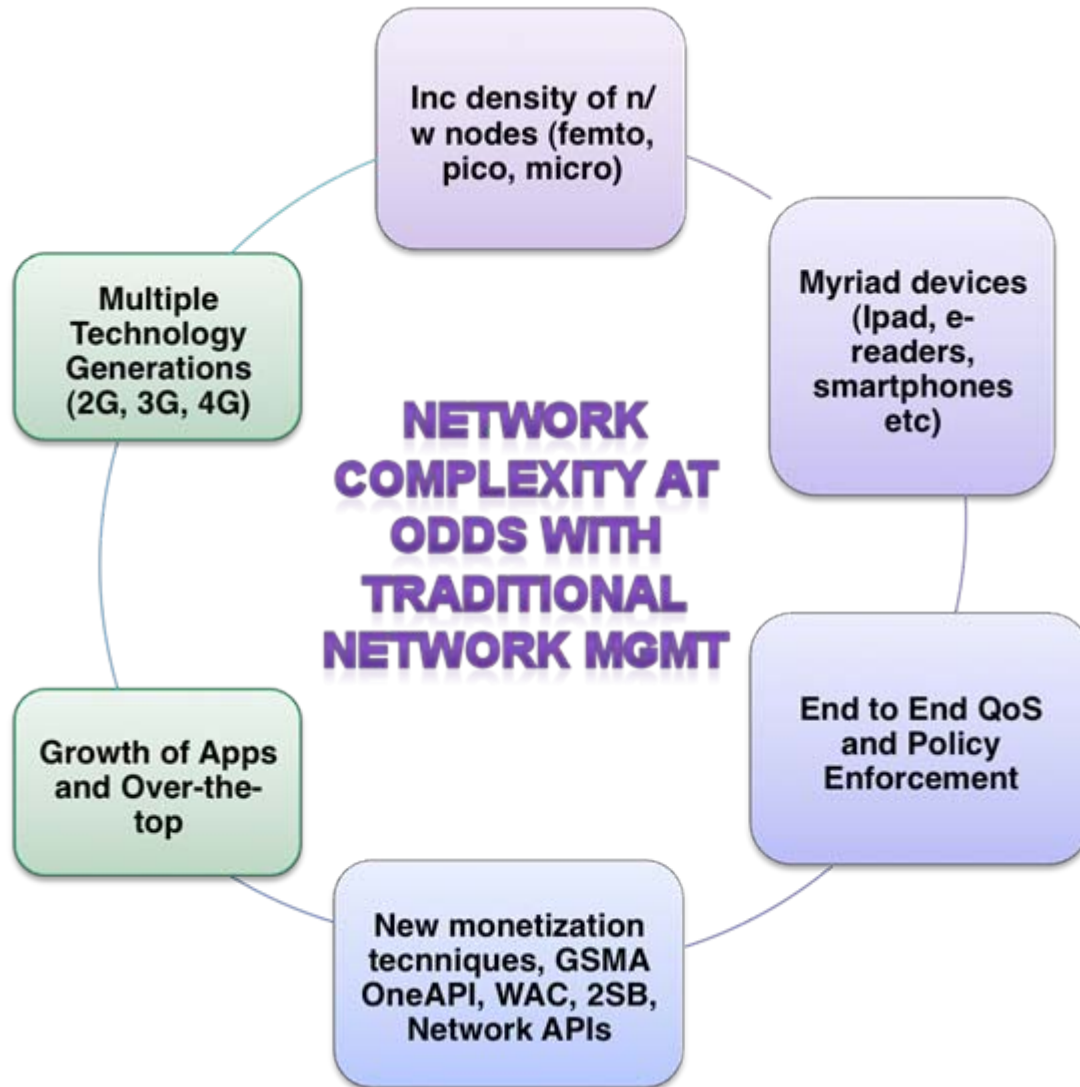 Inc density of n/
w nodes (femto,
pico, micro)
Myriad devices
(Ipad, e-
readers,
smartphones
etc)
Multiple
Technology
Generations
(2G, 3G, 4G)
NETWORK
COMPLEXITY AT
ODDS WITH
TRADITIONAL
NETWORK MGMT
End to End QoS
and Policy
Enforcement
Growth of Apps
and Over-the-
top
New monetization
tecnniques, GSMA
OneAPI, WAC, 2SB,
Network APIs